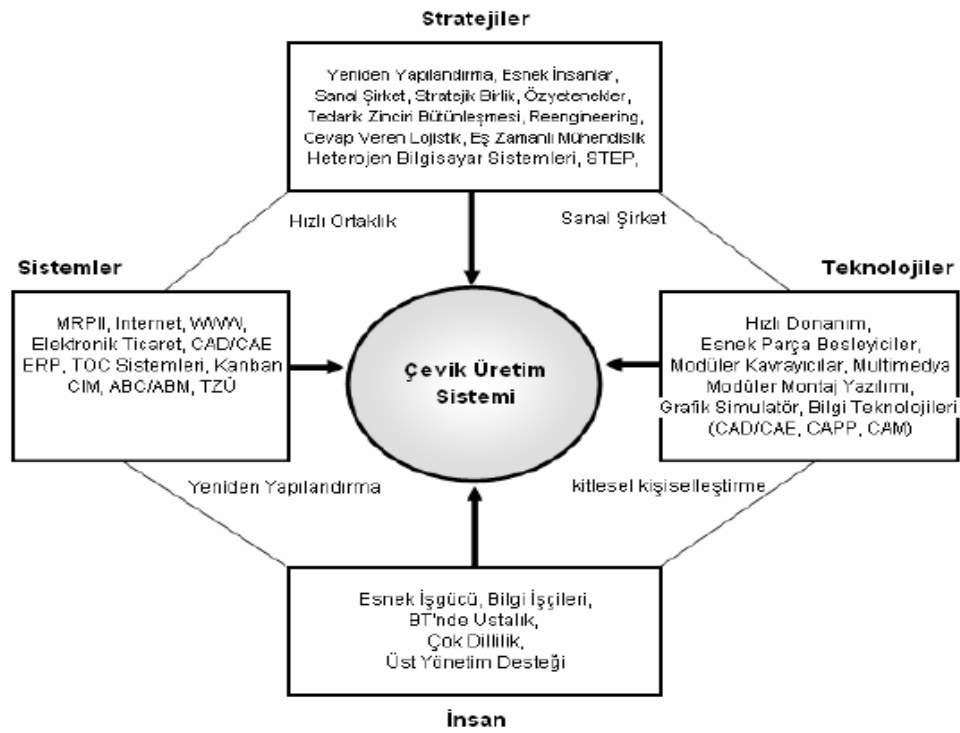 Stratejiler
Yeniden Yapılandırma, Esnek İnsanlar,
Sanal Şirket, Stratejik Birlik, Özyetenekler,
Tedarik Zinciri Bütünleşmesi, Reengineering,
Cevap Veren Lojistik, Eş Zamanlı Mühendislik
Heterojen Bilgisayar Sistemleri, STEP,
Hızlı Ortaklık
Sanal Şirket
Sistemler
MRPII, Internet, WWW,
Elektronik Ticaret, CAD/CAE
ERP, TOC Sistemleri, Kanban
CIM, ABC/ABM, TZÜ
Çevik Üretim
Sistemi
Teknolojiler
Hızlı Donanım,
Esnek Parça Besleyiciler,
Modüler Kavrayıcılar, Multimedya
Modüler Montaj Yazılımı,
Grafik Simulatör, Bilgi Teknolojileri
(CAD/CAE, CAPP, CAM)
Yeniden Yapılandırma
kitlesel kişiselleştirme
Esnek İşgücü, Bilgi İşçileri,
BT'nde Ustalık,
Çok Dillilik,
Üst Yönetim Desteği
İnsan